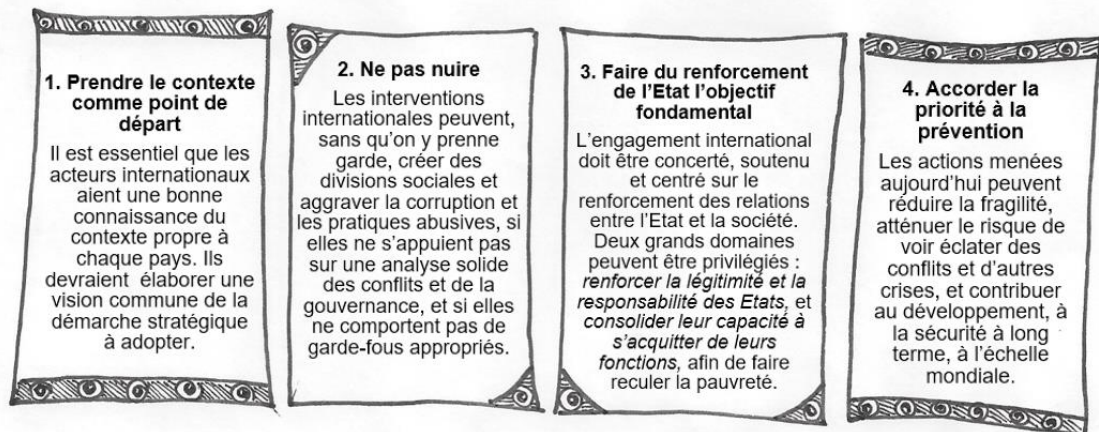 1. Prendre le contexte
comme point de
départ
Il est essentiel que les
acteurs internationaux
aient une bonne
connaissance du
contexte propre à
chaque pays. Ils
devraient élaborer une
vision commune de la
démarche stratégique
à adopter.
2. Ne pas nuire
Les interventions
internationales peuvent,
sans qu'on y prenne
garde, créer des
divisions sociales et
aggraver la corruption et
les pratiques abusives, si
elles ne s'appuient pas
sur une analyse solide
des conflits et de la
gouvernance, et si elles
ne comportent pas de
garde-fous appropriés.
3. Faire du renforcement
de l'Etat l'objectif
fondamental
L'engagement international
doit être concerté, soutenu
et centré sur le
renforcement des relations
entre l'Etat et la société.
Deux grands domaines
peuvent être privilégiés :
renforcer la légitimité et la
responsabilité des Etats, et
consolider leur capacité à
s'acquitter de leurs
fonctions, afin de faire
reculer la pauvreté.
4. Accorder la
priorité à la
prévention
Les actions menées
aujourd'hui peuvent
réduire la fragilité,
atténuer le risque de
voir éclater des
conflits et d'autres
crises, et contribuer
au développement, à
la sécurité à long
terme, à l'échelle
mondiale.